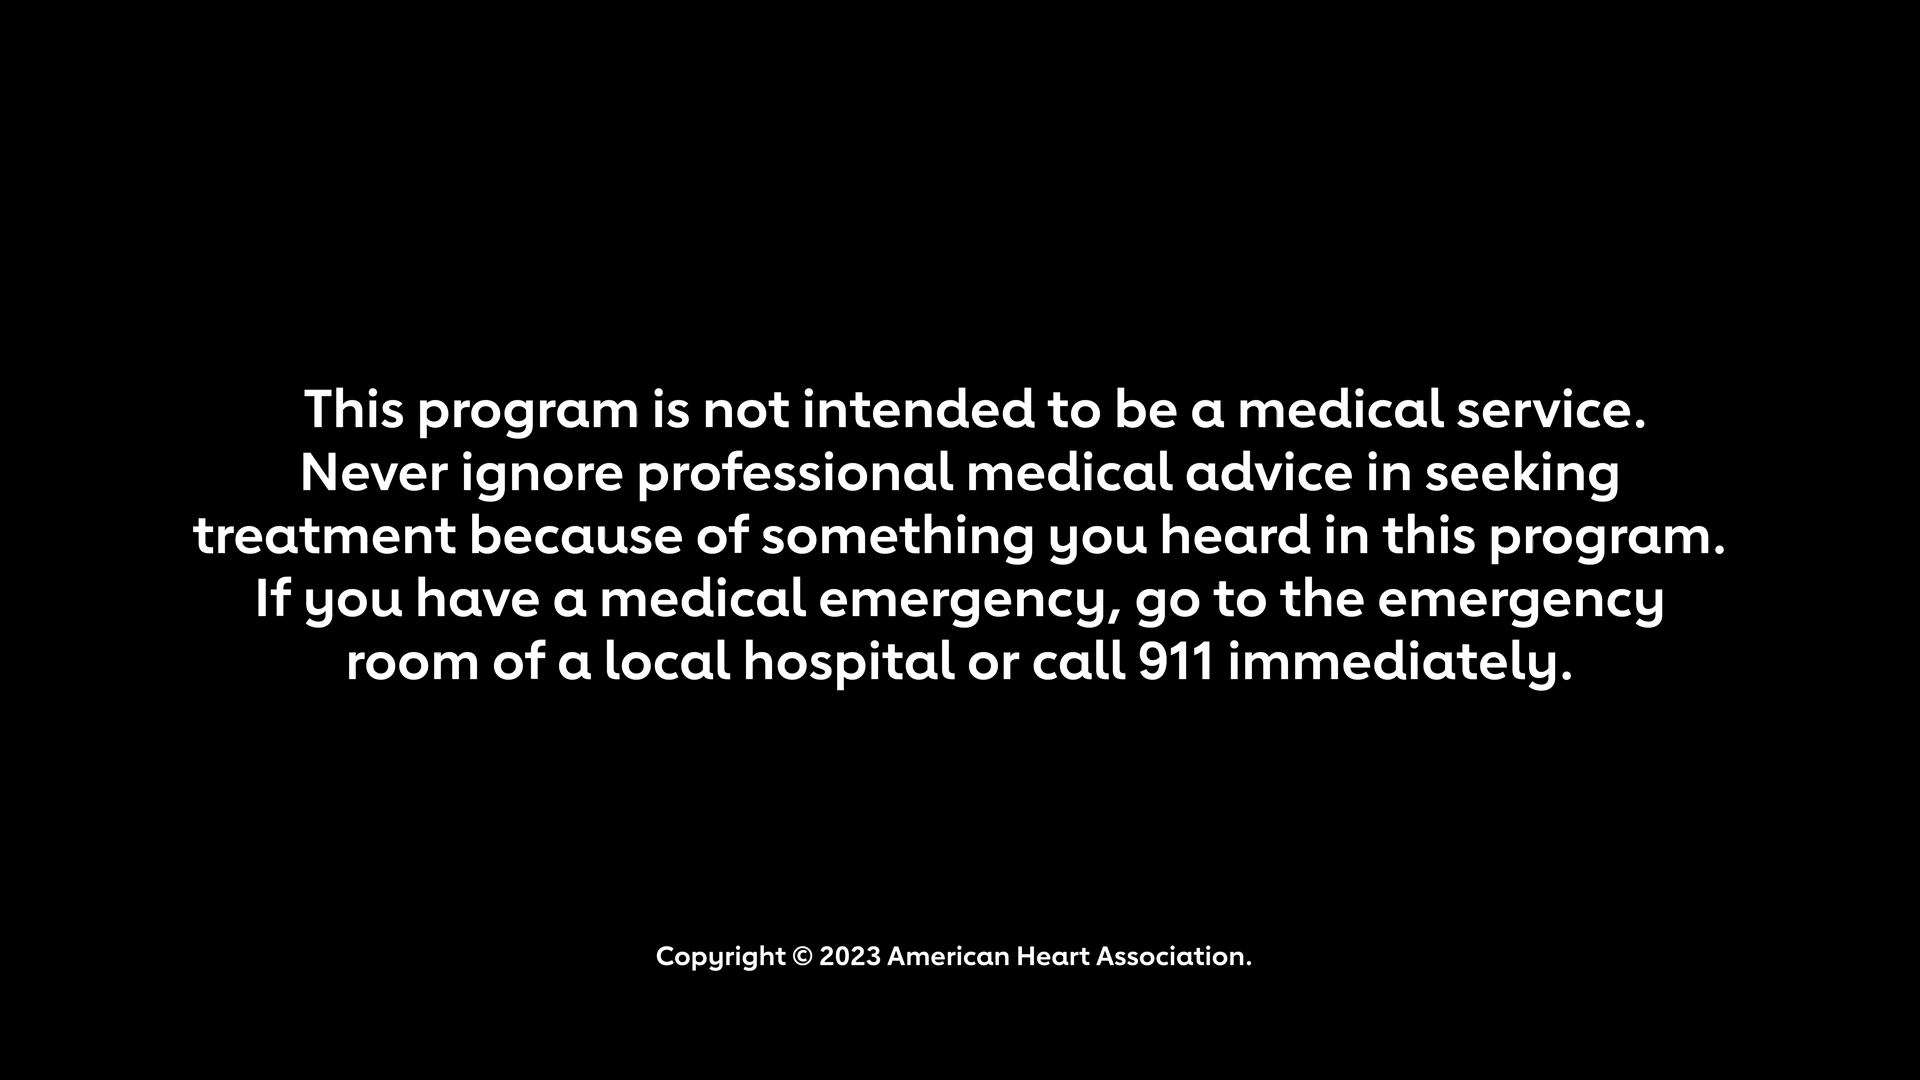 This program is not intended to be a medical service.
Never ignore professional medical advice in seeking
treatment because of something you heard in this program.
If you have a medical emergency, go to the emergency
room of a local hospital or call 911 immediately.
Copyright © 2023 American Heart Association.